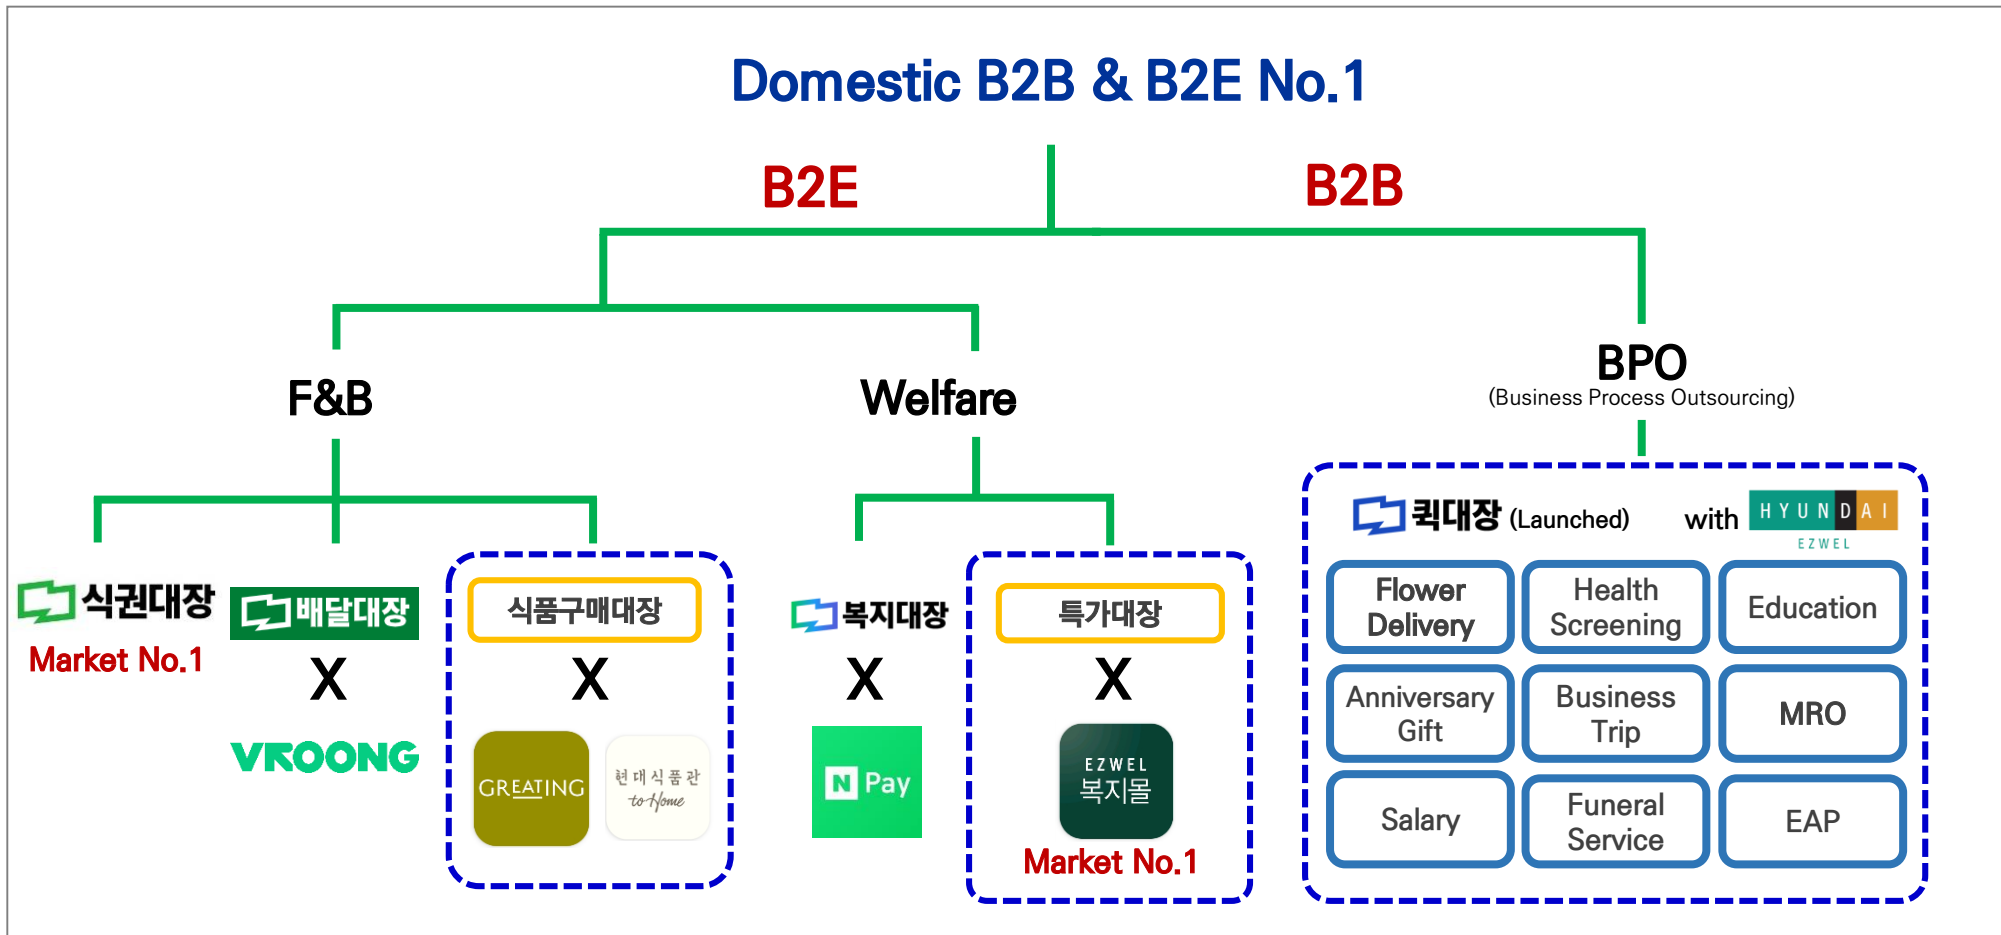 Domestic B2B & B2E No.1
B2E
B2B
F&B
Welfare
BPO
(Business Process Outsourcing)
식권대장
Market No.1
배달대장
X
VROONG
식품구매대장
X
GREATING
현대식품관
to Home
복지대장
X
N Pay
특가대장
X
EZWEL
복지몰
Market No.1
퀵대장 (Launched)
with HYUNDAI
EZWEL
Flower
Delivery
Health
Screening
Education
Anniversary
Gift
Business
Trip
MRO
Salary
Funeral
Service
EAP